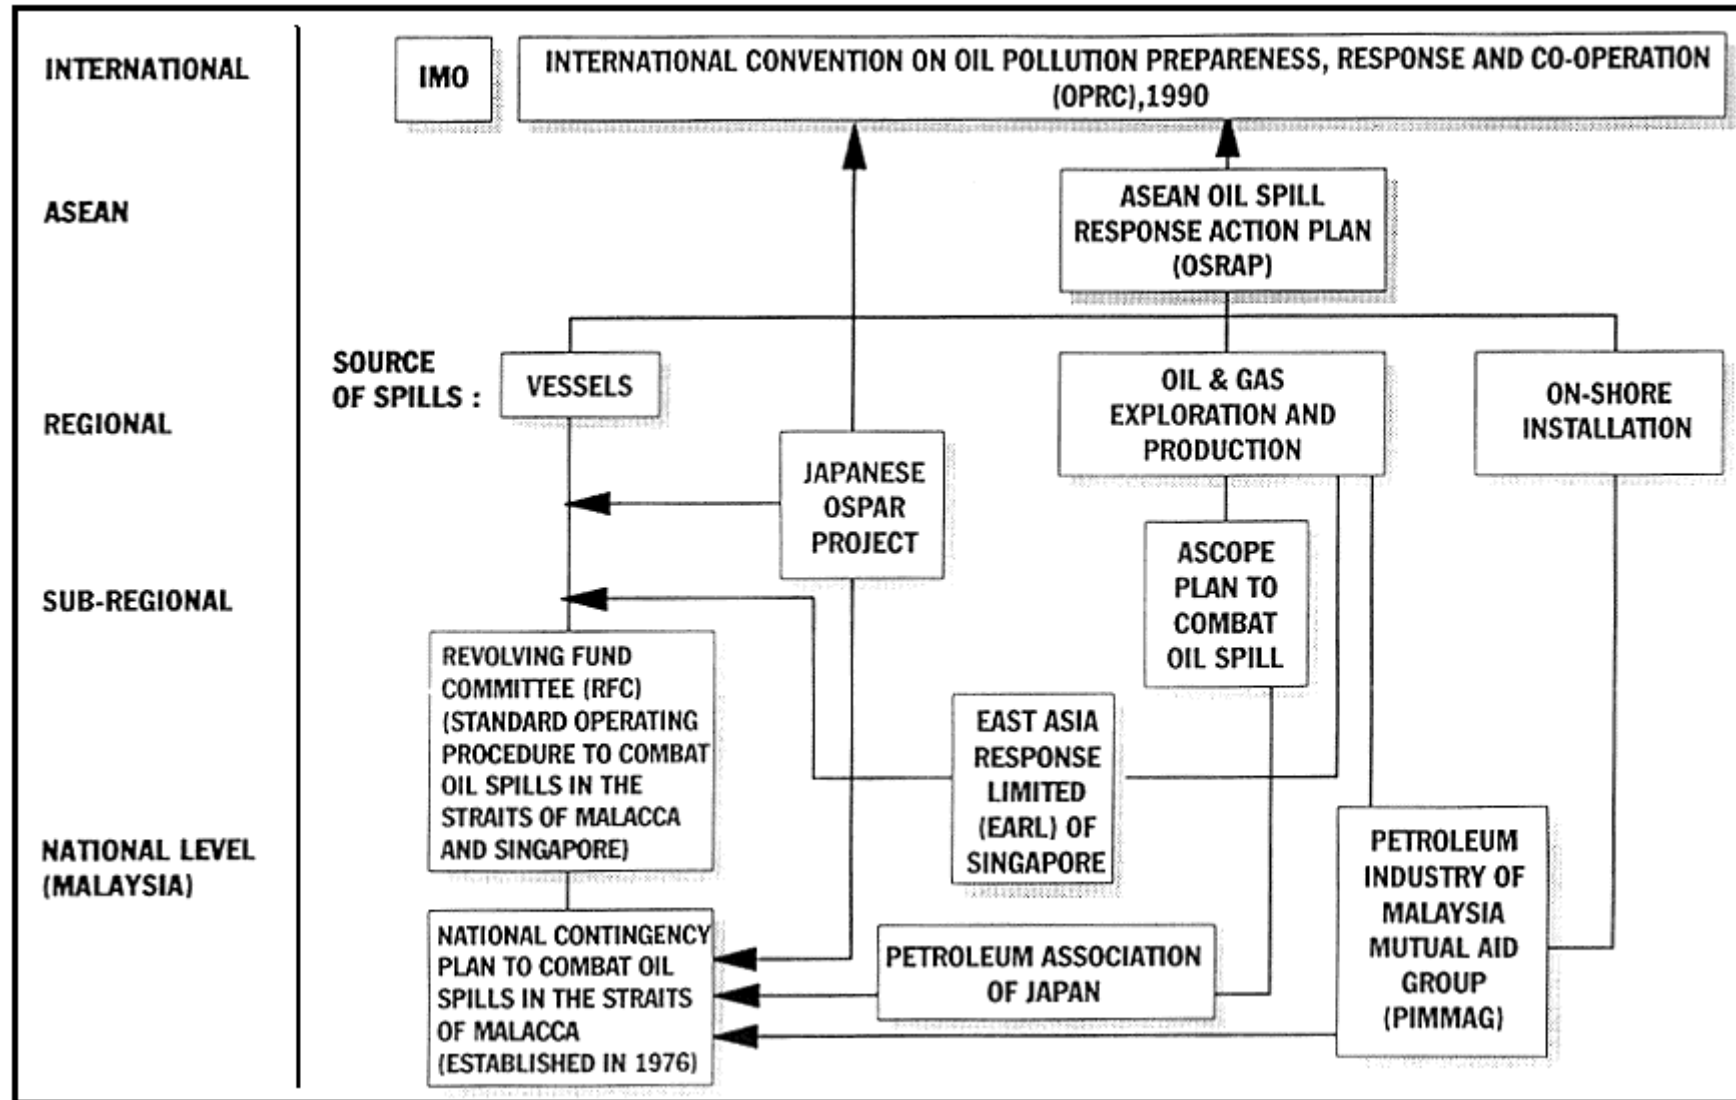 INTERNATIONAL
IMO
INTERNATIONAL CONVENTION ON OIL POLLUTION PREPARENESS, RESPONSE AND CO-OPERATION
(OPRC),1990
ASEAN
ASEAN OIL SPILL
RESPONSE ACTION PLAN
(OSRAP)
SOURCE
OF SPILLS :
VESSELS
OIL & GAS
EXPLORATION AND
PRODUCTION
ON-SHORE
INSTALLATION
REGIONAL
JAPANESE
OSPAR
PROJECT
ASCOPE
PLAN TO
COMBAT
OIL SPILL
SUB-REGIONAL
REVOLVING FUND
COMMITTEE (RFC)
(STANDARD OPERATING
PROCEDURE TO COMBAT
OIL SPILLS IN THE
STRAITS OF MALACCA
AND SINGAPORE)
EAST ASIA
RESPONSE
LIMITED
(EARL) OF
SINGAPORE
NATIONAL LEVEL
(MALAYSIA)
PETROLEUM
INDUSTRY OF
MALAYSIA
MUTUAL AID
GROUP
(PIMMAG)
NATIONAL CONTINGENCY
PLAN TO COMBAT OIL
SPILLS IN THE STRAITS
OF MALACCA
(ESTABLISHED IN 1976)
PETROLEUM ASSOCIATION
OF JAPAN